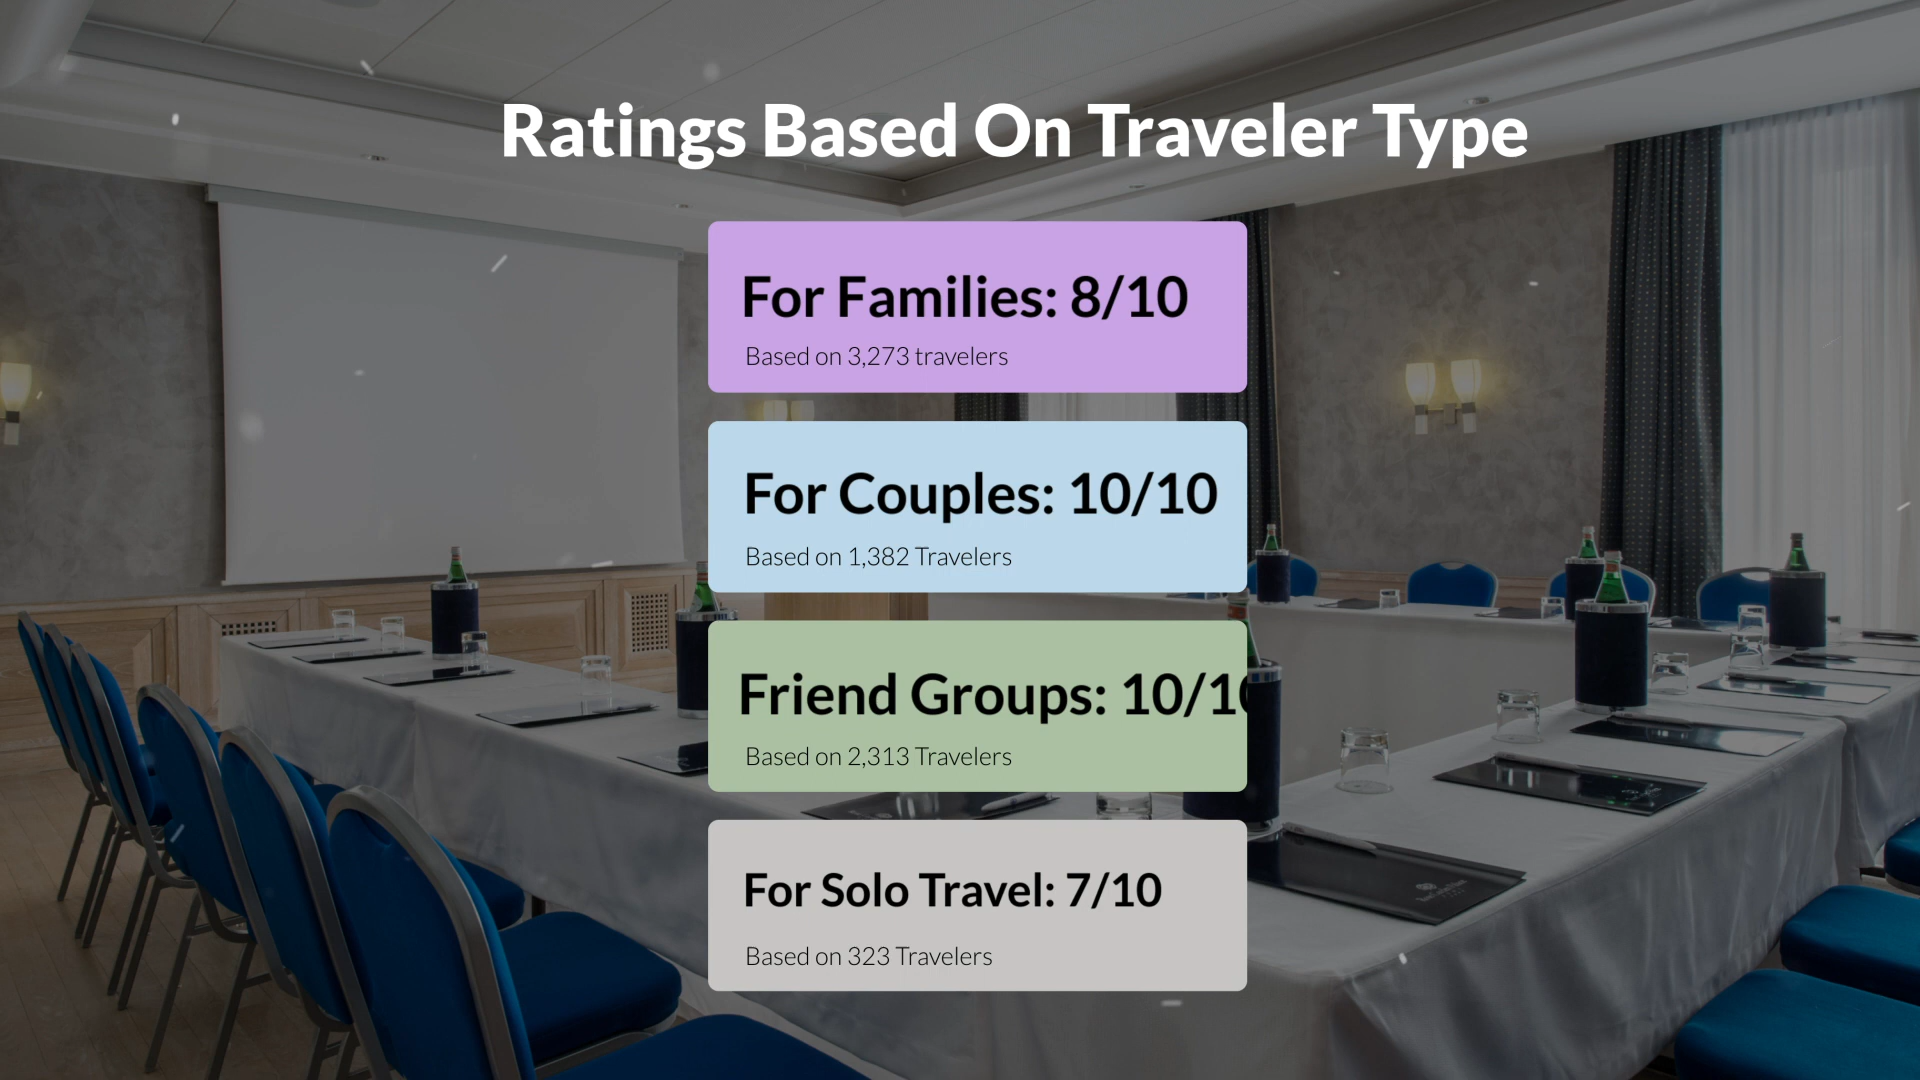 Ratings Based On Traveler Type
For Families: 8/10
Based on 3,273 travelers
For Couples: 10/10
Based on 1,382 Travelers
Friend Groups: 10/10
Based on 2,313 Travelers
For Solo Travel: 7/10
Based on 323 Travelers